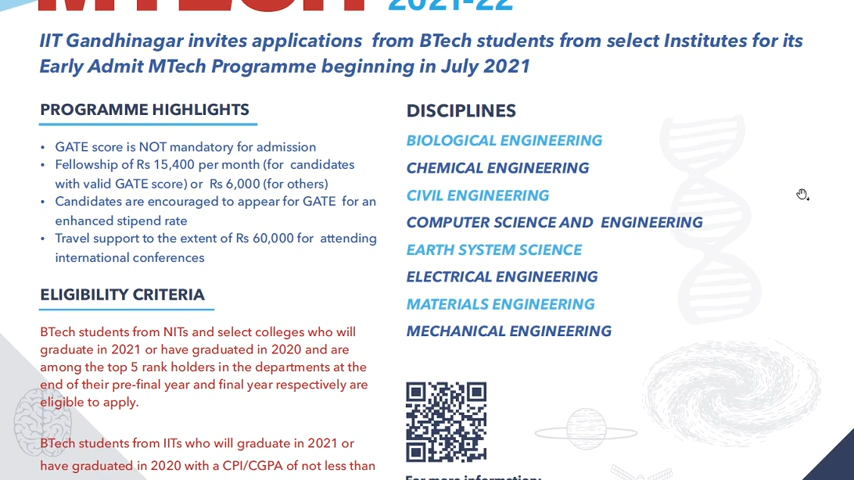 MTECH 2021-22
IIT Gandhinagar invites applications from BTech students from select Institutes for its
Early Admit MTech Programme beginning in July 2021
PROGRAMME HIGHLIGHTS
• GATE score is NOT mandatory for admission
• Fellowship of Rs 15,400 per month (for candidates
with valid GATE score) or Rs 6,000 (for others)
• Candidates are encouraged to appear for GATE for an
enhanced stipend rate
• Travel support to the extent of Rs 60,000 for attending
international conferences
ELIGIBILITY CRITERIA
BTech students from NITs and select colleges who will
graduate in 2021 or have graduated in 2020 and are
among the top 5 rank holders in the departments at the
end of their pre-final year and final year respectively are
eligible to apply.
BTech students from IITs who will graduate in 2021 or
have graduated in 2020 with a CPI/CGPA of not less than
DISCIPLINES
BIOLOGICAL ENGINEERING
CHEMICAL ENGINEERING
CIVIL ENGINEERING
COMPUTER SCIENCE AND ENGINEERING
EARTH SYSTEM SCIENCE
ELECTRICAL ENGINEERING
MATERIALS ENGINEERING
MECHANICAL ENGINEERING
For more information: